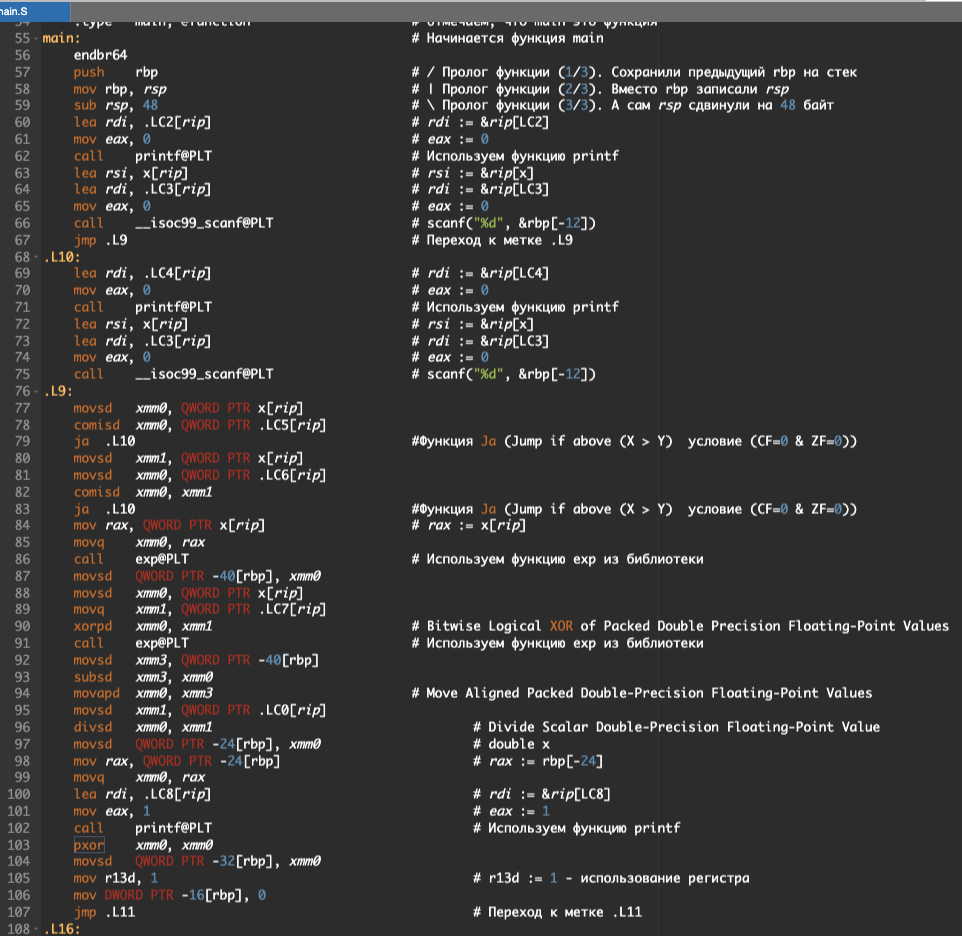 main.S
54 .type main, @function # Отмечаем, что main это функция
55 main: # Начинается функция main
56 endbr64
57 push rbp # / Пролог функции (1/3). Сохранили предыдущий rbp на стек
58 mov rbp, rsp # | Пролог функции (2/3). Вместо rbp записали rsp
59 sub rsp, 48 # \ Пролог функции (3/3). А сам rsp сдвинули на 48 байт
60 lea rdi, .LC2[rip] # rdi := &rip[LC2]
61 mov eax, 0 # eax := 0
62 call printf@PLT # Используем функцию printf
63 lea rsi, x[rip] # rsi := &rip[x]
64 lea rdi, .LC3[rip] # rdi := &rip[LC3]
65 mov eax, 0 # eax := 0
66 call __isoc99_scanf@PLT # scanf("%d", &rbp[-12])
67 jmp .L9 # Переход к метке .L9
68 .L10:
69 lea rdi, .LC4[rip] # rdi := &rip[LC4]
70 mov eax, 0 # eax := 0
71 call printf@PLT # Используем функцию printf
72 lea rsi, x[rip] # rsi := &rip[x]
73 lea rdi, .LC3[rip] # rdi := &rip[LC3]
74 mov eax, 0 # eax := 0
75 call __isoc99_scanf@PLT # scanf("%d", &rbp[-12])
76 .L9:
77 movsd xmm0, QWORD PTR x[rip]
78 comisd xmm0, QWORD PTR .LC5[rip]
79 ja .L10 #Функция Ja (Jump if above (X > Y) условие (CF=0 & ZF=0))
80 movsd xmm1, QWORD PTR x[rip]
81 movsd xmm0, QWORD PTR .LC6[rip]
82 comisd xmm0, xmm1
83 ja .L10 #Функция Ja (Jump if above (X > Y) условие (CF=0 & ZF=0))
84 mov rax, QWORD PTR x[rip] # rax := x[rip]
85 movq xmm0, rax
86 call exp@PLT # Используем функцию exp из библиотеки
87 movsd QWORD PTR -40[rbp], xmm0
88 movsd xmm0, QWORD PTR x[rip]
89 movq xmm1, QWORD PTR .LC7[rip]
90 xorpd xmm0, xmm1 # Bitwise Logical XOR of Packed Double Precision Floating-Point Values
91 call exp@PLT # Используем функцию exp из библиотеки
92 movsd xmm3, QWORD PTR -40[rbp]
93 subsd xmm3, xmm0
94 movapd xmm0, xmm3 # Move Aligned Packed Double-Precision Floating-Point Values
95 movsd xmm1, QWORD PTR .LC0[rip]
96 divsd xmm0, xmm1 # Divide Scalar Double-Precision Floating-Point Value
97 movsd QWORD PTR -24[rbp], xmm0 # double x
98 mov rax, QWORD PTR -24[rbp] # rax := rbp[-24]
99 movq xmm0, rax
100 lea rdi, .LC8[rip] # rdi := &rip[LC8]
101 mov eax, 1 # eax := 1
102 call printf@PLT # Используем функцию printf
103 pxor xmm0, xmm0
104 movsd QWORD PTR -32[rbp], xmm0
105 mov r13d, 1 # r13d := 1 - использование регистра
106 mov DWORD PTR -16[rbp], 0
107 jmp .L11 # Переход к метке .L11
108 .L16: